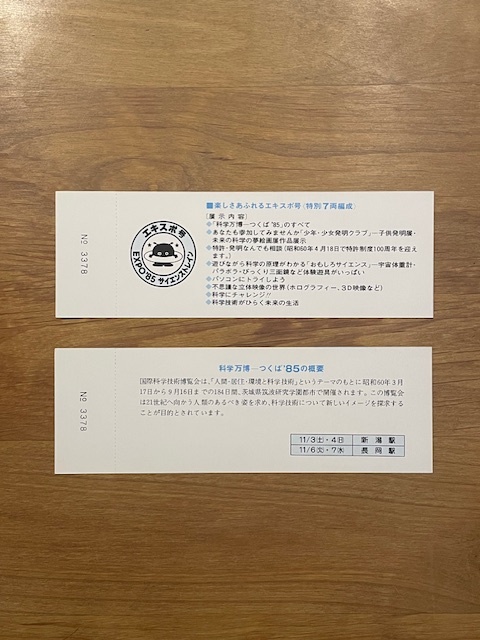 № 3378
エキスポ号
EXPO'85 サイエンストレイン
■楽しさあふれるエキスポ号〈特別7両編成〉
〔展示内容〕
「科学万博—つくば'85」のすべて
あなたも参加してみませんか「少年・少女発明クラブ」—子供発明展・
未来の科学の夢絵画展作品展示
特許・発明なんでも相談(昭和60年4月18日で特許制度100周年を迎え
ます。)
遊びながら科学の原理がわかる「おもしろサイエンス」—宇宙体重計・
パラボラ・びっくり三面鏡など体験遊具がいっぱい
パソコンにトライしよう
不思議な立体映像の世界(ホログラフィー、3D映像など)
科学にチャレンジ!!
科学技術がひらく未来の生活
№ 3378
科学万博—つくば'85の概要
国際科学技術博覧会は、「人間・居住・環境と科学技術」というテーマのもとに昭和60年3月
17日から9月16日までの184日間、茨城県筑波研究学園都市で開催されます。この博覧
会は21世紀へ向かう人類のあるべき姿を求め、科学技術について新しいイメージを探求する
ことが目的とされています。
11/3(土)・4(日) 新潟駅
11/6(火)・7(水) 長岡駅